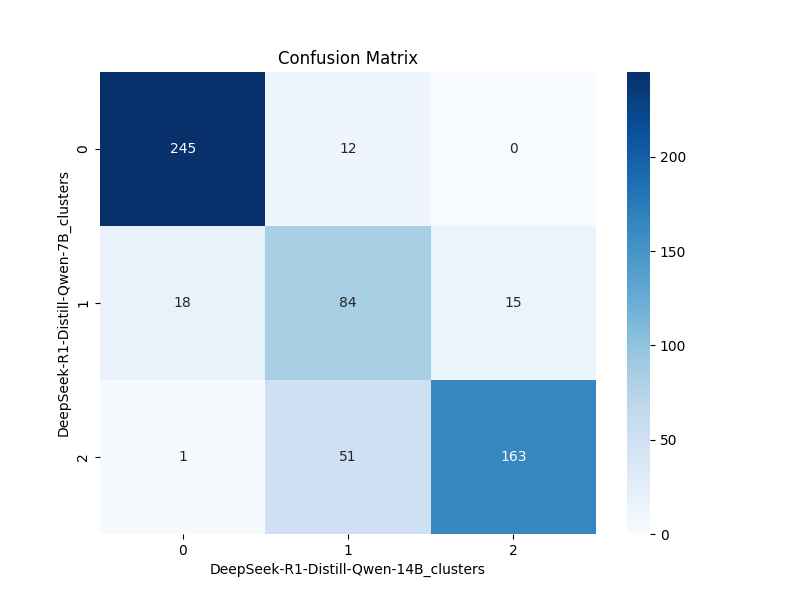 Confusion Matrix
DeepSeek-R1-Distill-Qwen-7B_clusters
0 245 12 0
1 18 84 15
2 1 51 163
0 1 2
DeepSeek-R1-Distill-Qwen-14B_clusters
200
150
100
50
0